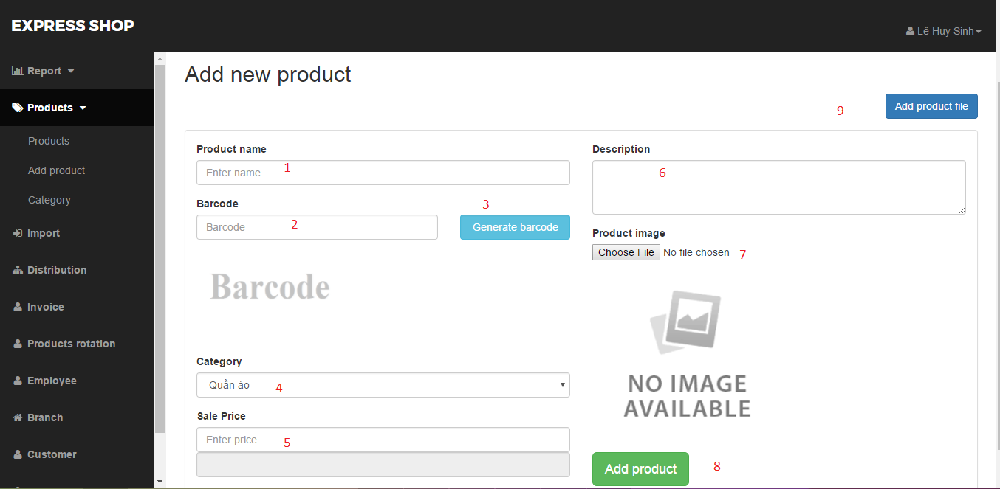 EXPRESS SHOP
Lê Huy Sinh
Report
Products
Products
Add product
Category
Import
Distribution
Invoice
Products rotation
Employee
Branch
Customer
Add new product
9
Add product file
Product name
Enter name 1
Barcode
3
Barcode 2
Generate barcode
Barcode
Category
Quần áo 4
Sale Price
Enter price 5
Description
6
Product image
Choose File No file chosen 7
NO IMAGE
AVAILABLE
Add product 8